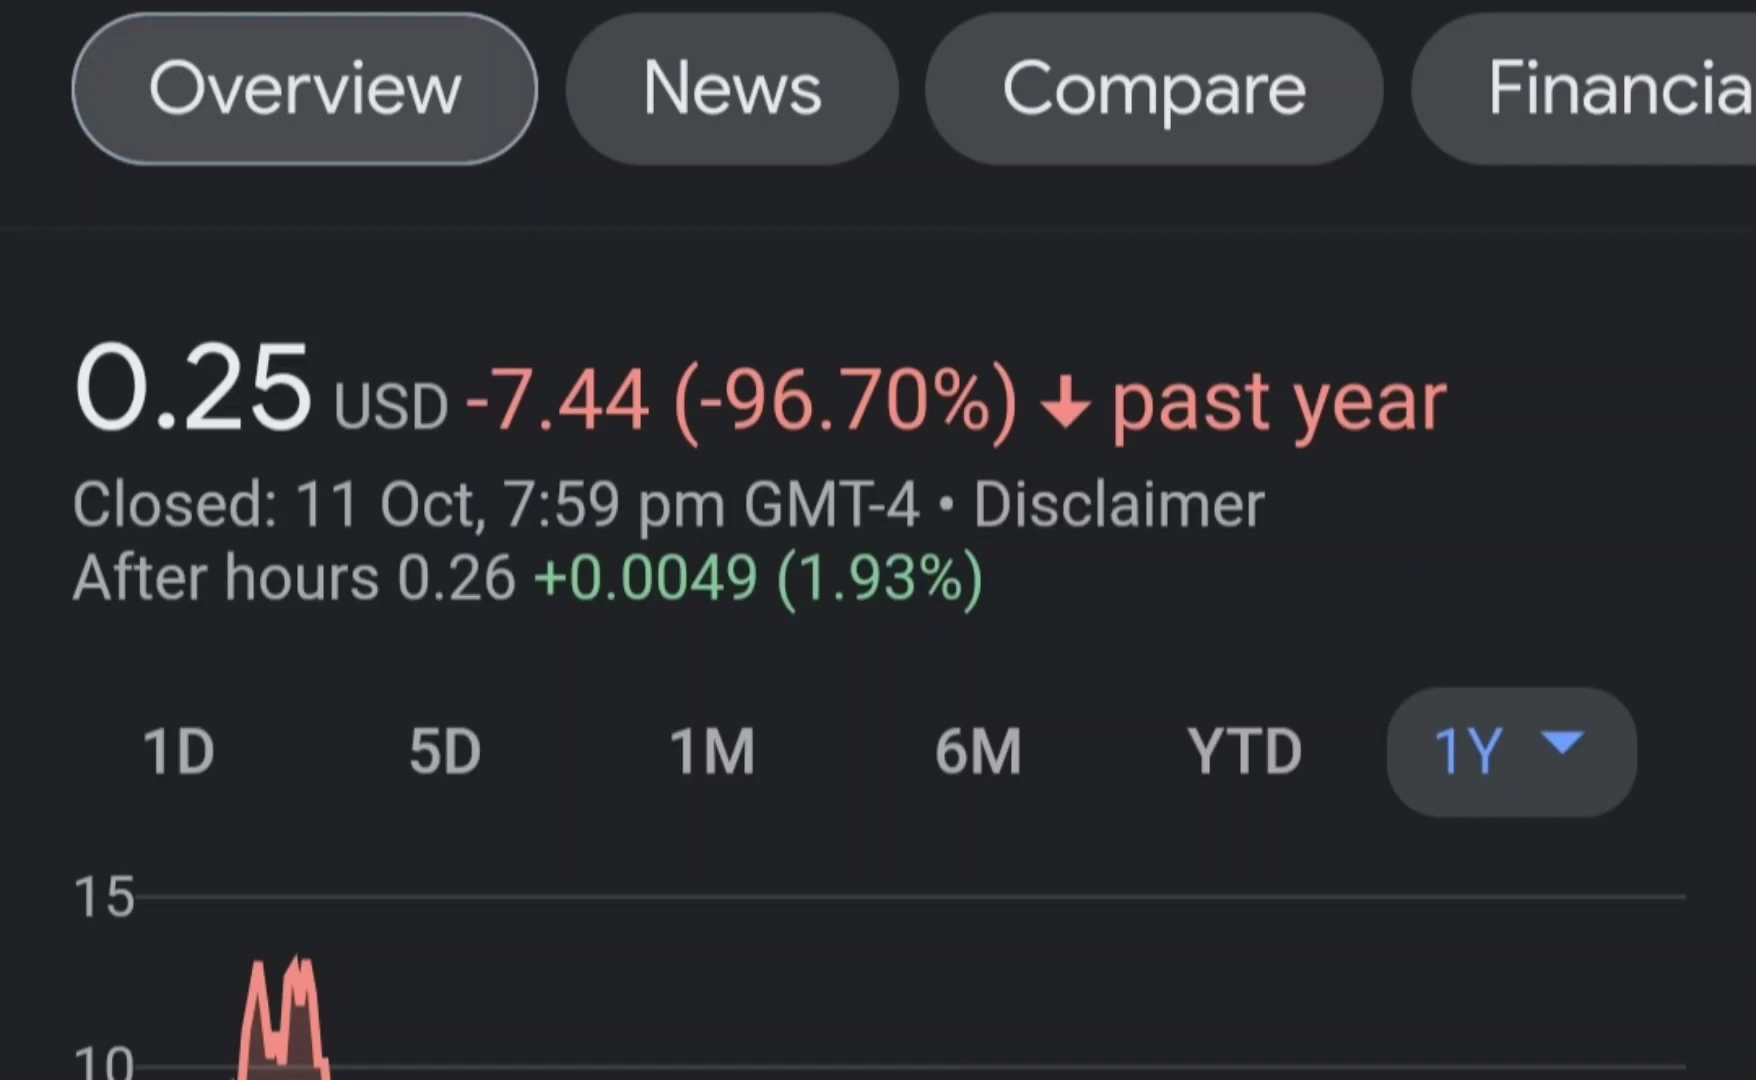 Overview News Compare Financia
0.25 USD -7.44 (-96.70%) ↓ past year
Closed: 11 Oct, 7:59 pm GMT-4 • Disclaimer
After hours 0.26 +0.0049 (1.93%)
1D 5D 1M 6M YTD 1Y
15
10